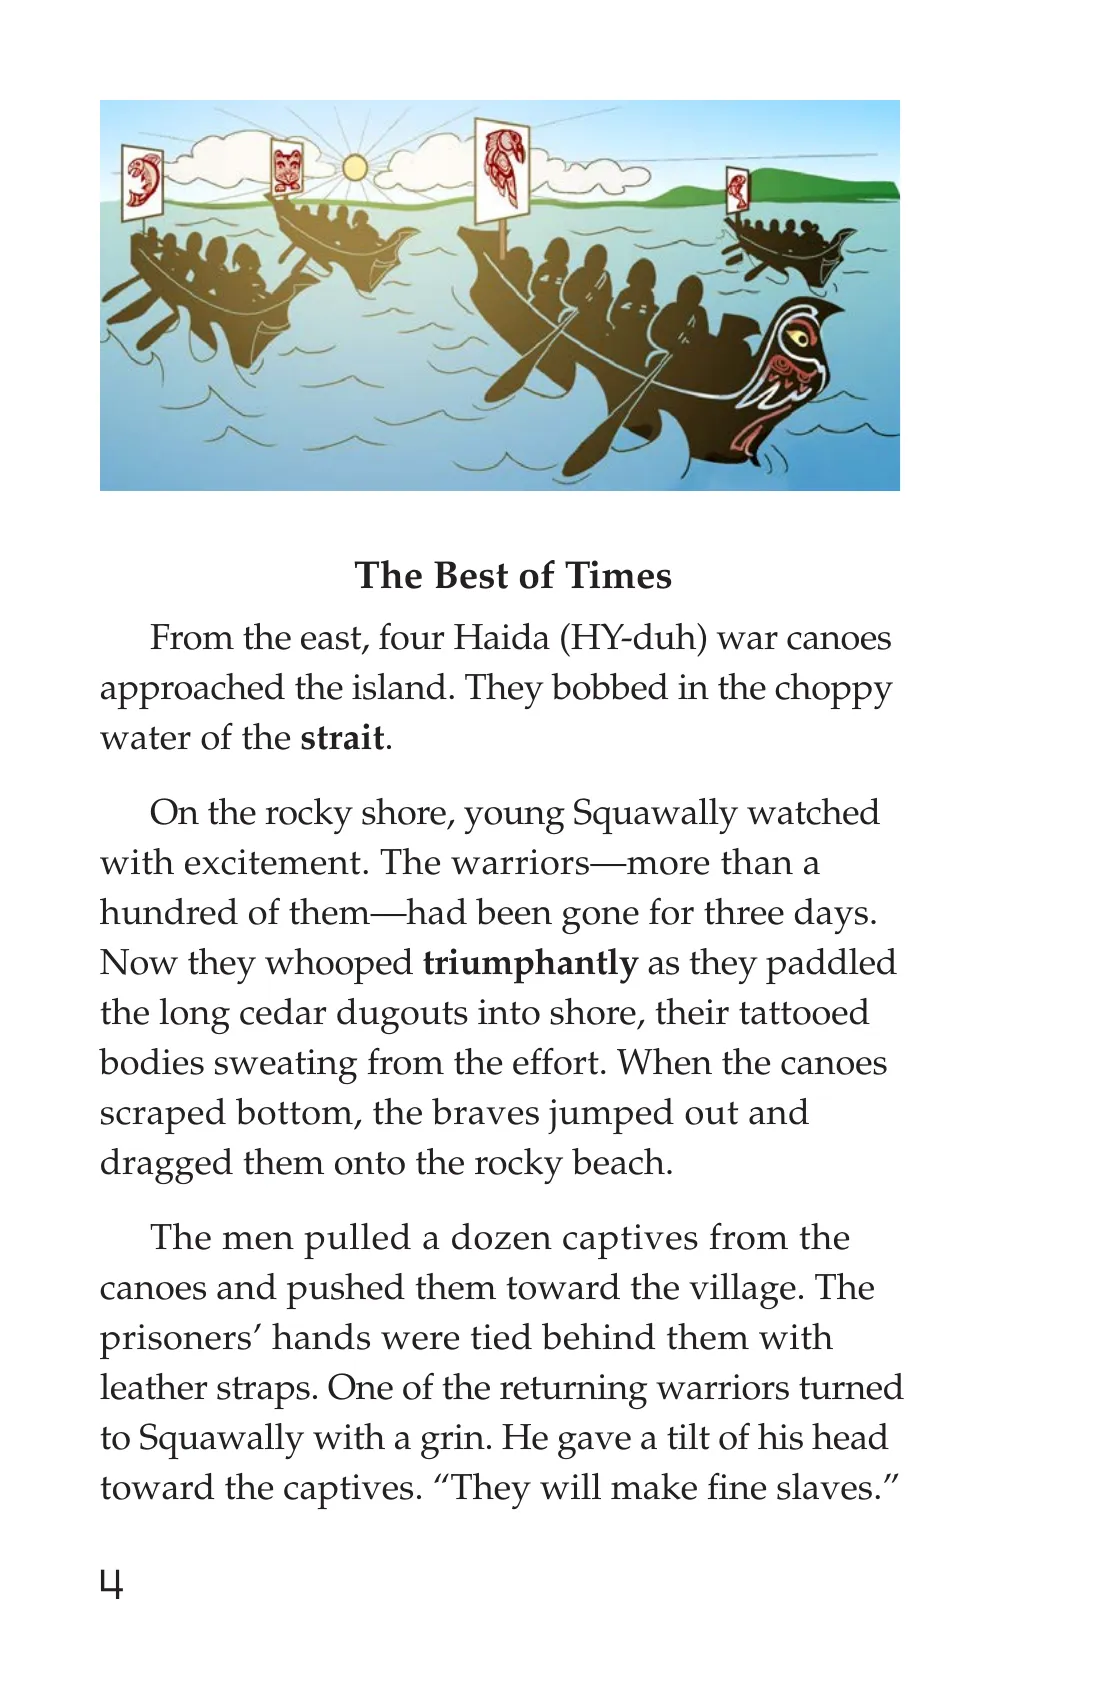 The Best of Times
From the east, four Haida (HY-duh) war canoes
approached the island. They bobbed in the choppy
water of the strait.
On the rocky shore, young Squawally watched
with excitement. The warriors—more than a
hundred of them—had been gone for three days.
Now they whooped triumphantly as they paddled
the long cedar dugouts into shore, their tattooed
bodies sweating from the effort. When the canoes
scraped bottom, the braves jumped out and
dragged them onto the rocky beach.
The men pulled a dozen captives from the
canoes and pushed them toward the village. The
prisoners’ hands were tied behind them with
leather straps. One of the returning warriors turned
to Squawally with a grin. He gave a tilt of his head
toward the captives. “They will make fine slaves.”
4